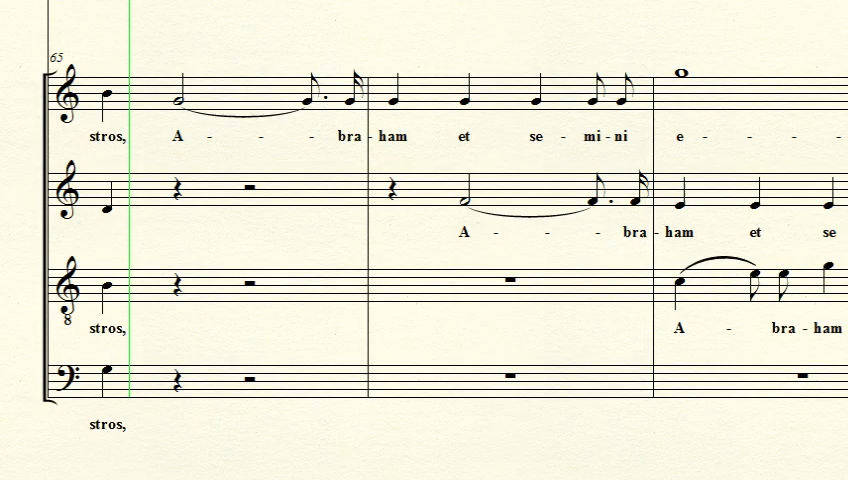 65
stros, A - - - bra - ham et se - mi - ni e - - - -
A - - - bra - ham et se
8
stros, A - bra - ham
stros,